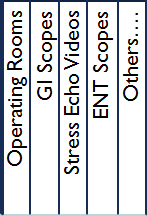 Operating Rooms
GI Scopes
Stress Echo Videos
ENT Scopes
Others....